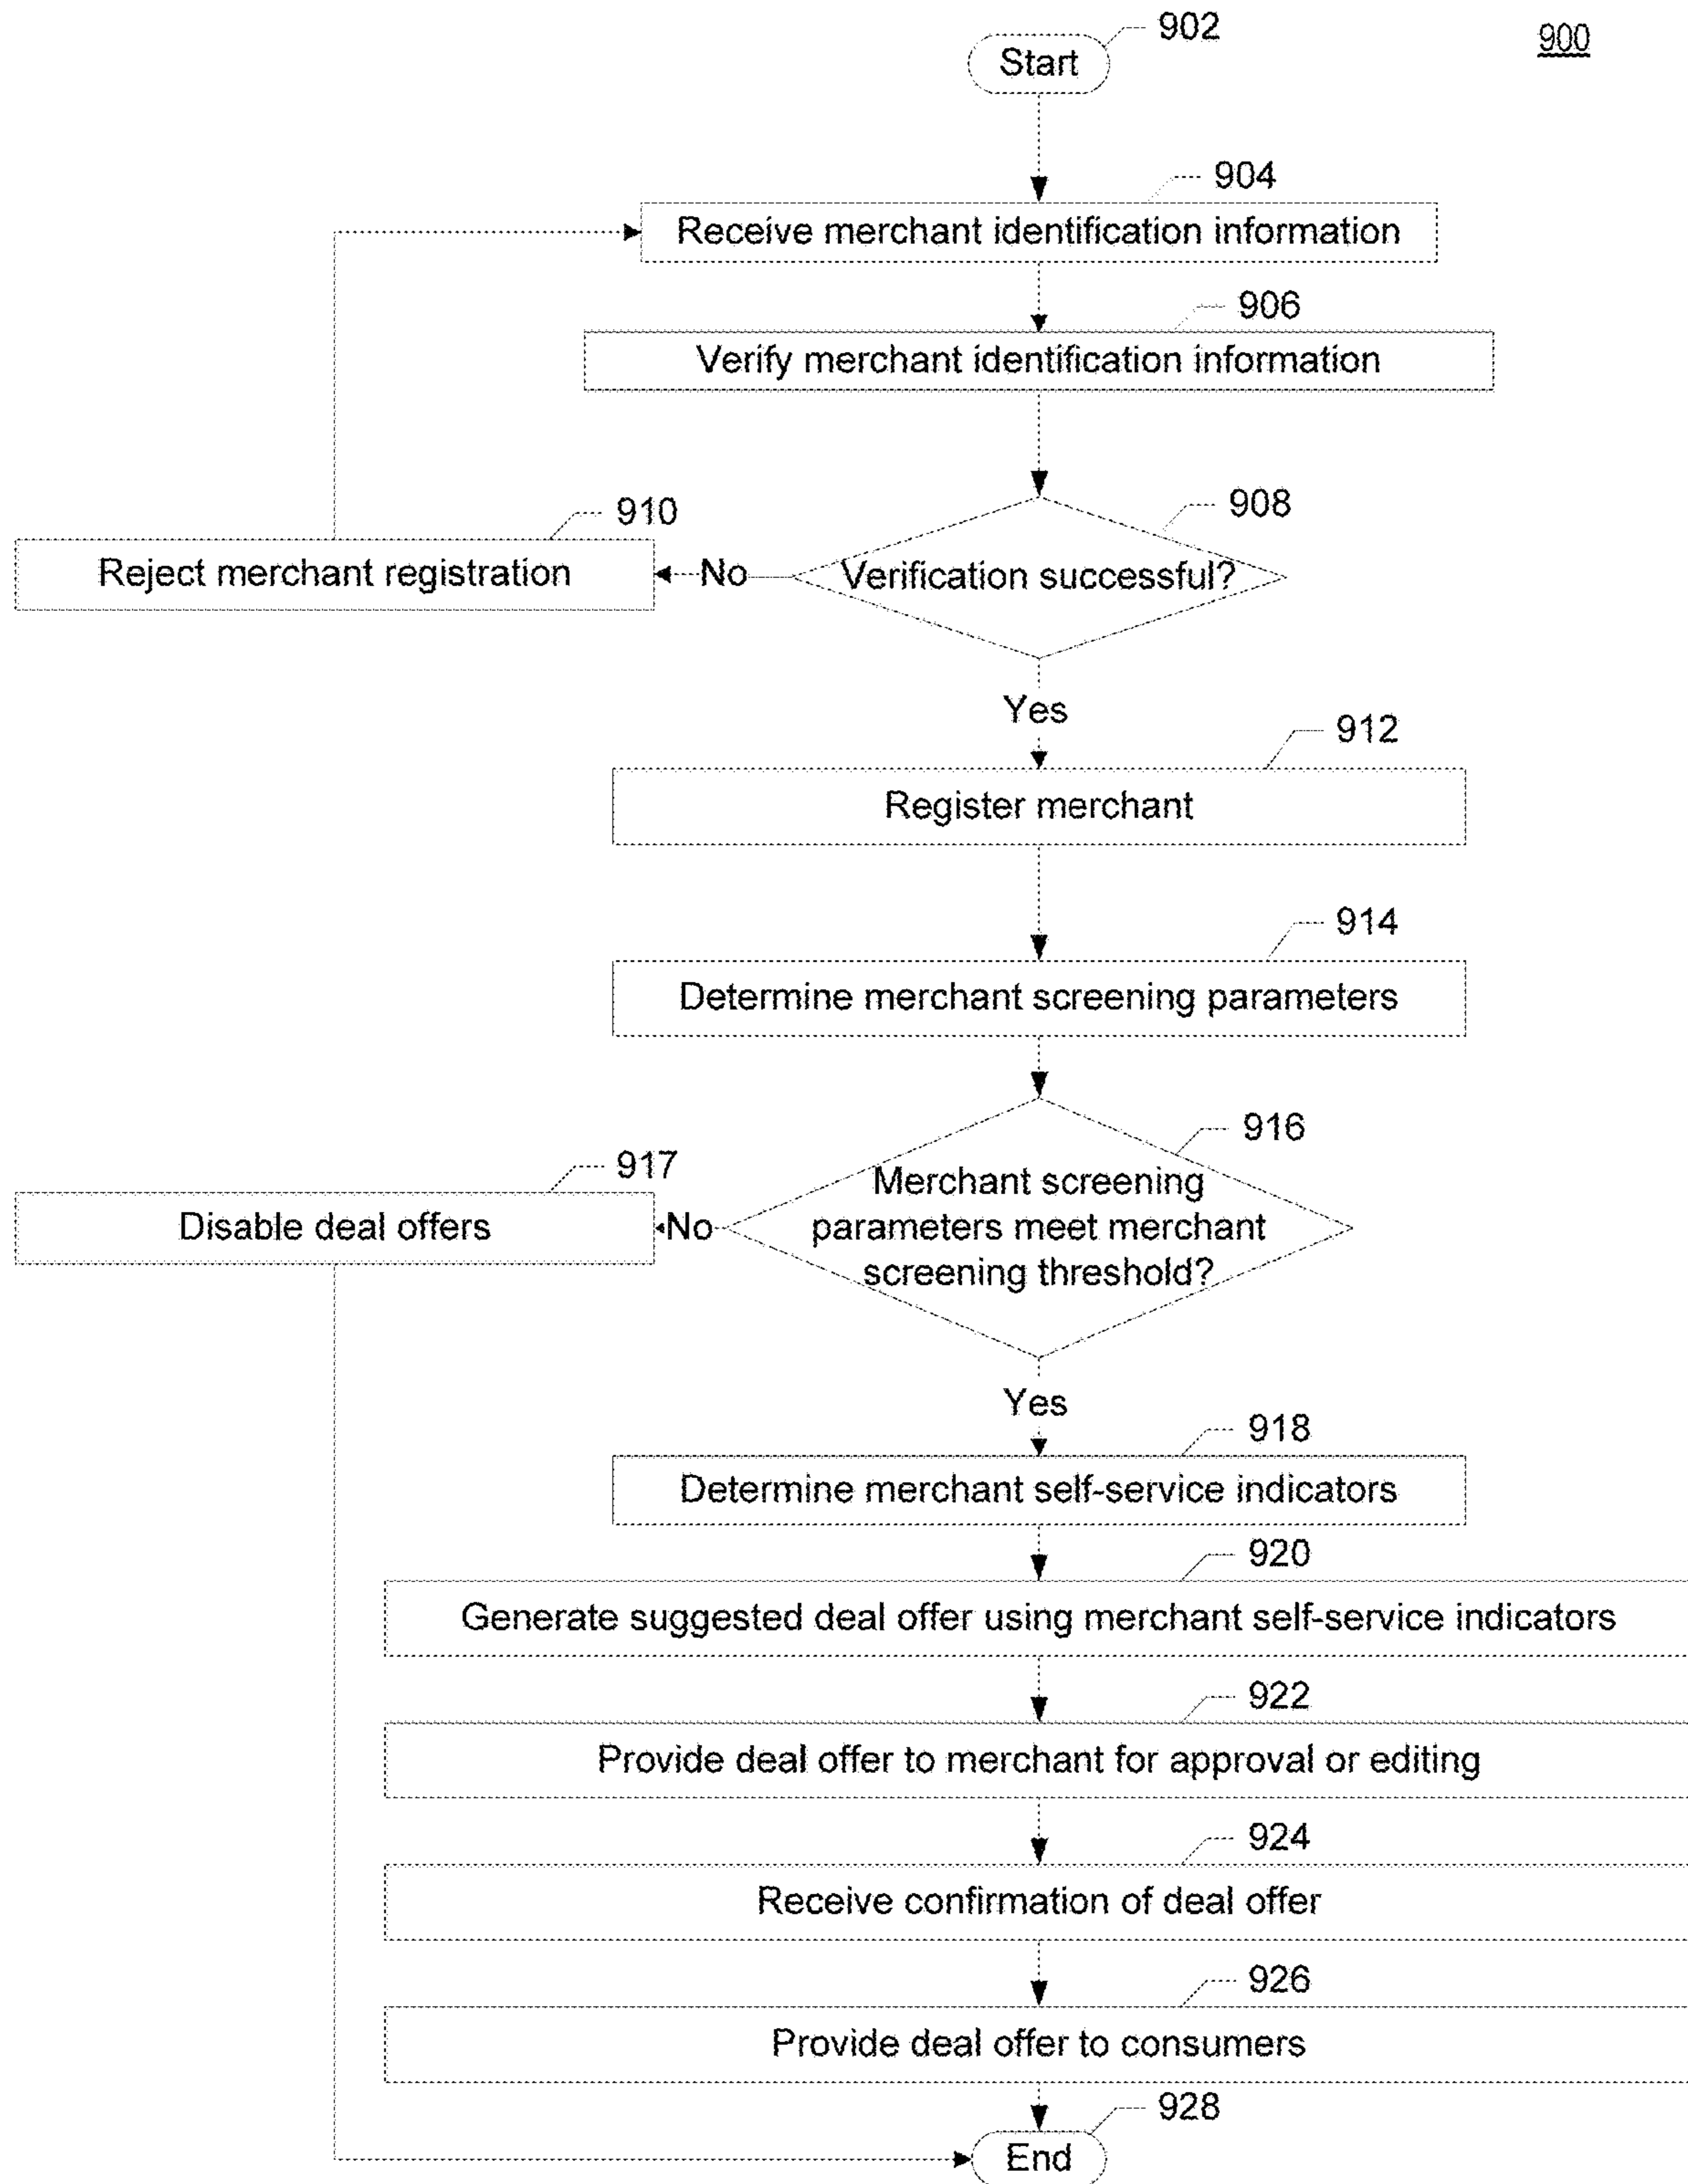 902
900
Start
904
Receive merchant identification information
906
Verify merchant identification information
908
910
Reject merchant registration
No
Verification successful?
Yes
912
Register merchant
914
Determine merchant screening parameters
916
917
Merchant screening
parameters meet merchant
screening threshold?
Disable deal offers
No
Yes
918
Determine merchant self-service indicators
920
Generate suggested deal offer using merchant self-service indicators
922
Provide deal offer to merchant for approval or editing
924
Receive confirmation of deal offer
926
Provide deal offer to consumers
928
End